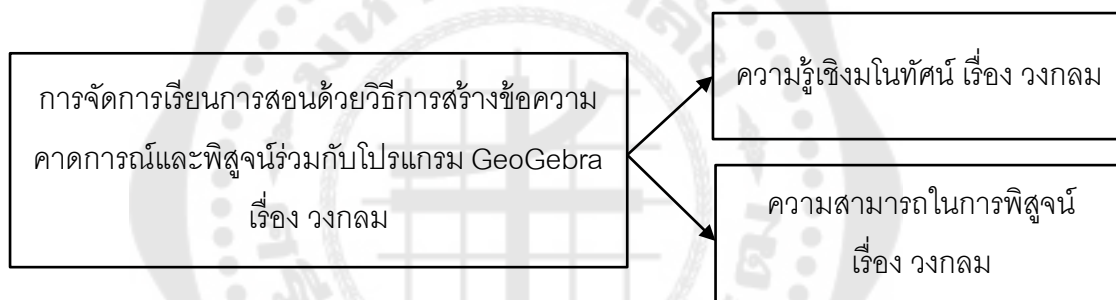 การจัดการเรียนการสอนด้วยวิธีการสร้างข้อความ
คาดการณ์และพิสูจน์ร่วมกับโปรแกรม GeoGebra
เรื่อง วงกลม
ความรู้เชิงมโนทัศน์ เรื่อง วงกลม
ความสามารถในการพิสูจน์
เรื่อง วงกลม